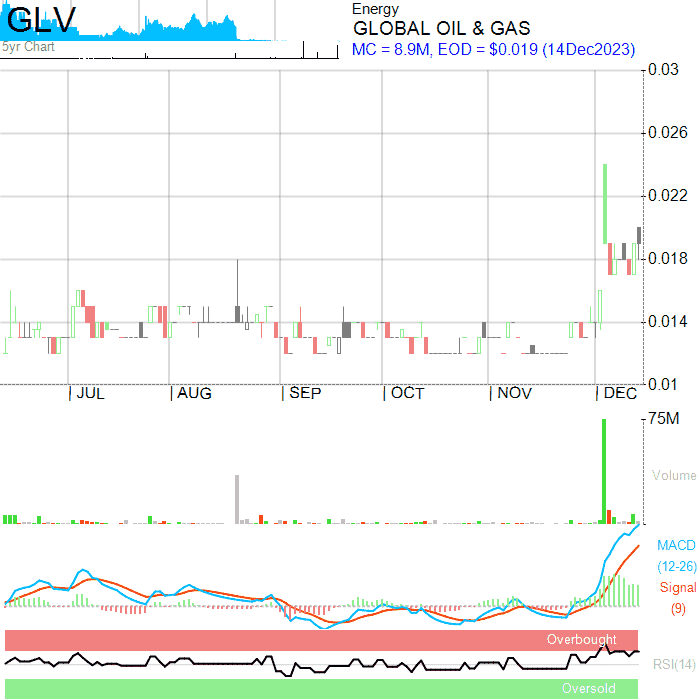 GLV
5yr Chart
Energy
GLOBAL OIL & GAS
MC = 8.9M, EOD = $0.019 (14Dec2023)
0.03
0.026
0.022
0.018
0.014
0.01
JUL AUG SEP OCT NOV DEC
75M
Volume
MACD
(12-26)
Signal
(9)
Overbought
RSI(14)
Oversold